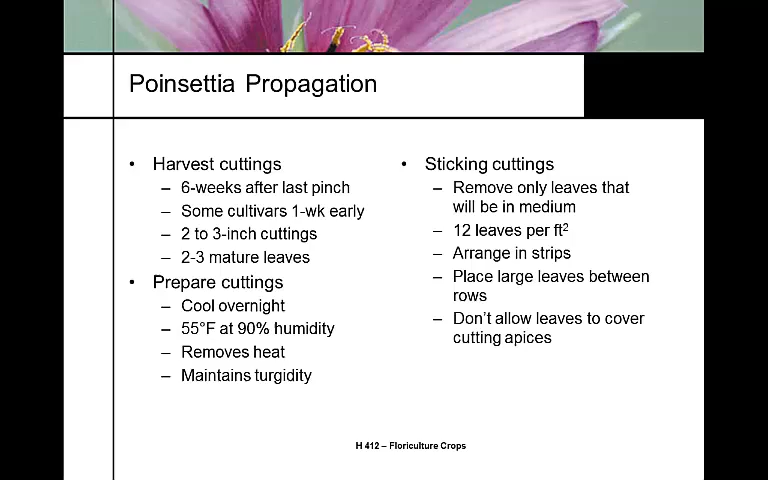 Poinsettia Propagation
• Harvest cuttings
– 6-weeks after last pinch
– Some cultivars 1-wk early
– 2 to 3-inch cuttings
– 2-3 mature leaves
• Prepare cuttings
– Cool overnight
– 55°F at 90% humidity
– Removes heat
– Maintains turgidity
• Sticking cuttings
– Remove only leaves that
will be in medium
– 12 leaves per ft²
– Arrange in strips
– Place large leaves between
rows
– Don’t allow leaves to cover
cutting apices
H 412 – Floriculture Crops